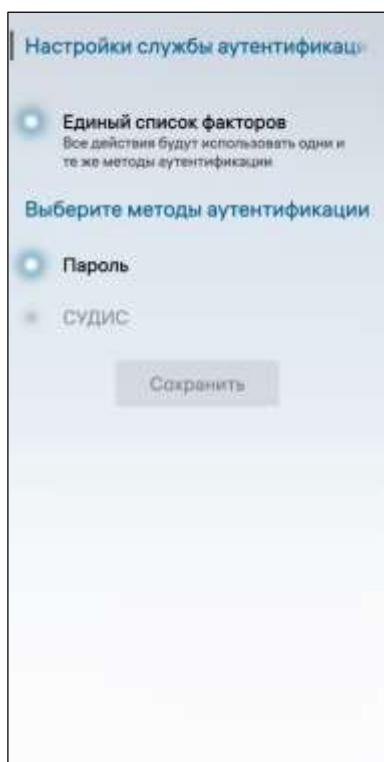 Настройки службы аутентификаци
Единый список факторов
Все действия будут использовать одни и
те же методы аутентификации
Выберите методы аутентификации
Пароль
СУДИС
Сохранить